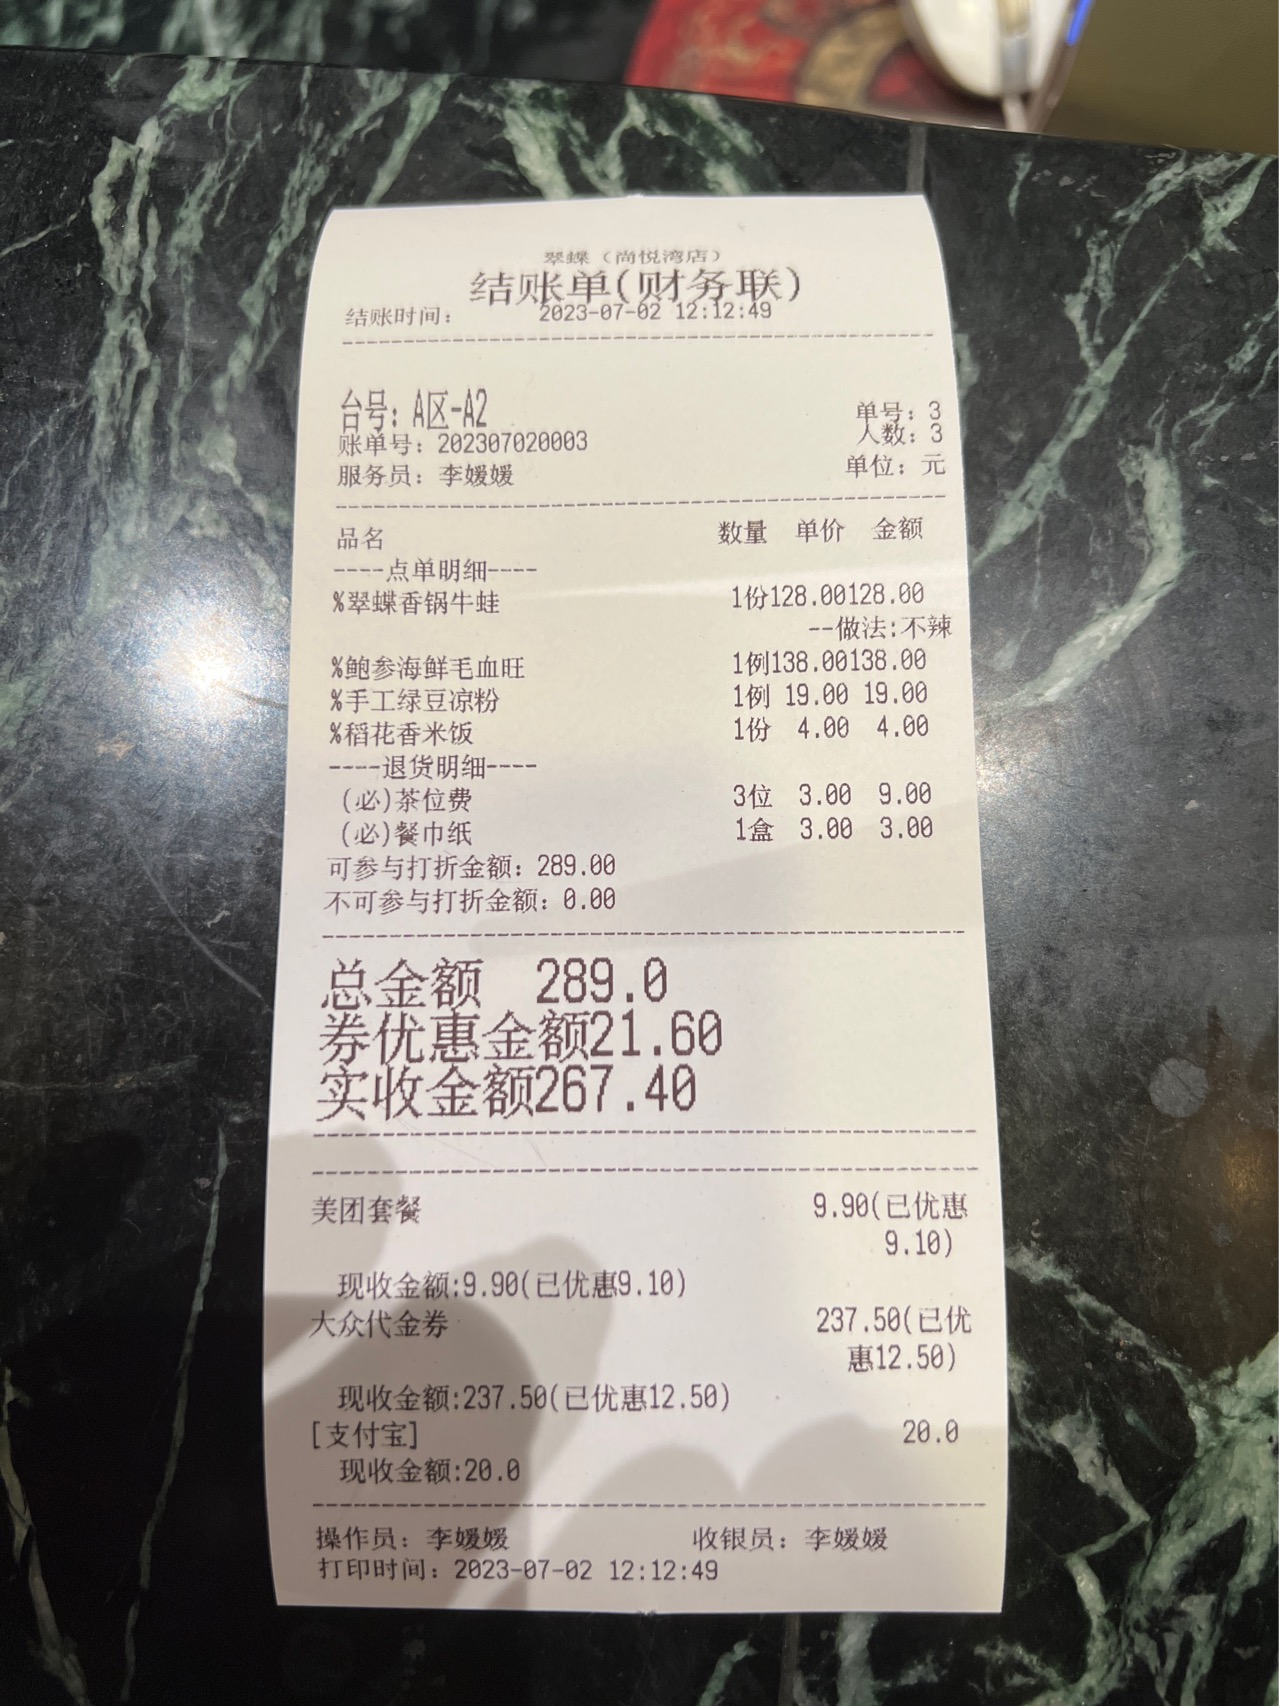 翠蝶（尚悦湾店）
结账单(财务联)
结账时间： 2023-07-02 12:12:49
台号：A区-A2
单号：3
账单号：202307020003 人数：3
服务员：李媛媛 单位：元
品名 数量 单价 金额
----点单明细----
%翠蝶香锅牛蛙 1份128.00128.00
--做法:不辣
%鲍参海鲜毛血旺 1例138.00138.00
%手工绿豆凉粉 1例 19.00 19.00
%稻花香米饭 1份 4.00 4.00
----退货明细----
(必)茶位费 3位 3.00 9.00
(必)餐巾纸 1盒 3.00 3.00
可参与打折金额：289.00
不可参与打折金额：0.00
总金额 289.0
券优惠金额21.60
实收金额267.40
美团套餐 9.90(已优惠
9.10)
现收金额:9.90(已优惠9.10)
大众代金券 237.50(已优
惠12.50)
现收金额:237.50(已优惠12.50)
[支付宝] 20.0
现收金额:20.0
操作员：李媛媛 收银员：李媛媛
打印时间：2023-07-02 12:12:49